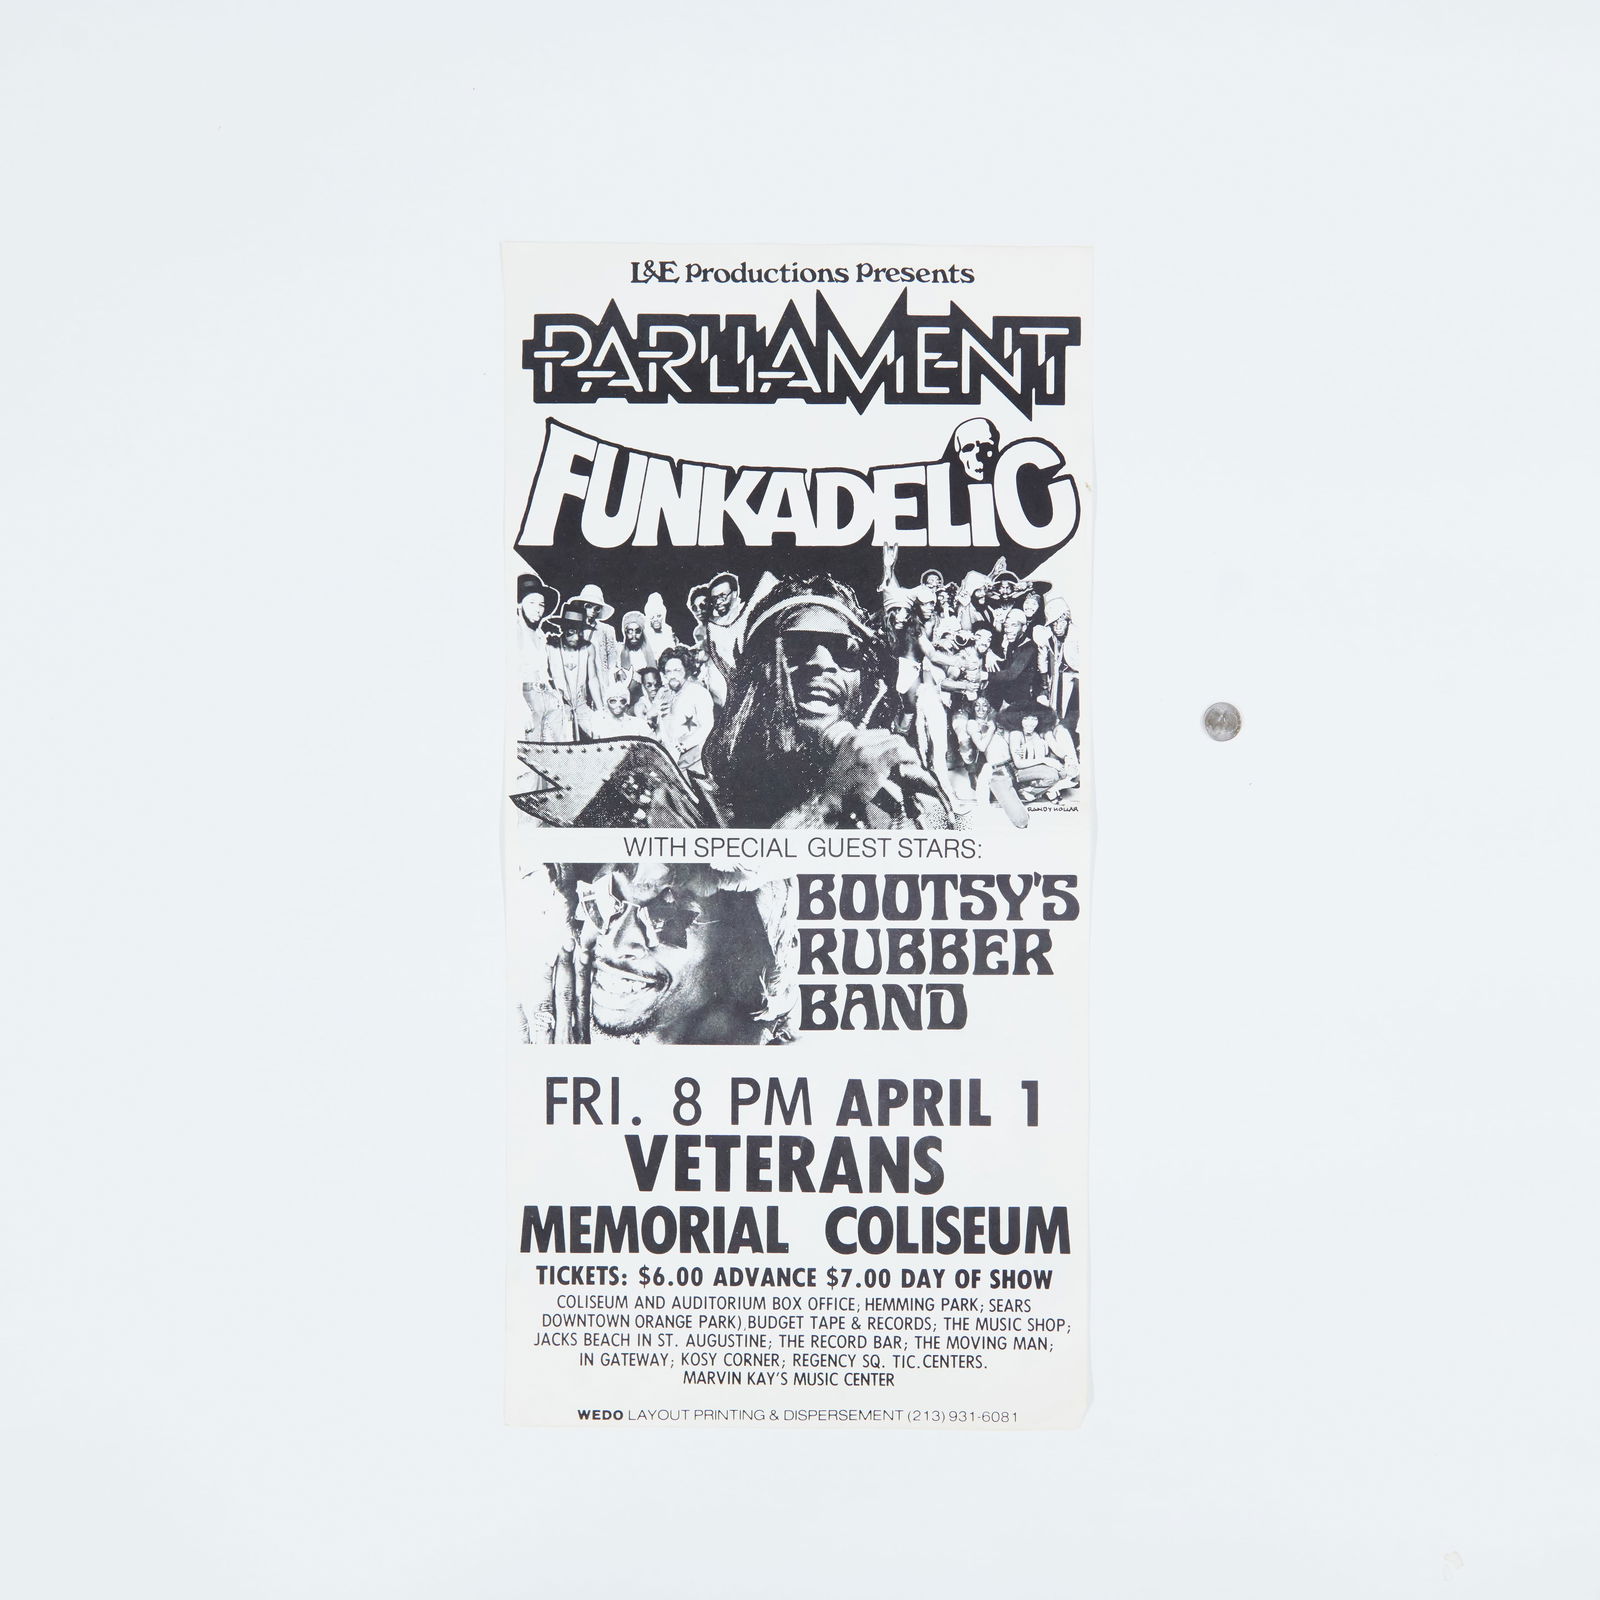 L&E Productions Presents
PARLIAMENT
FUNKADELIC
RANDY HOLLAR
WITH SPECIAL GUEST STARS:
BOOTSY'S
RUBBER
BAND
FRI. 8 PM APRIL 1
VETERANS
MEMORIAL COLISEUM
TICKETS: $6.00 ADVANCE $7.00 DAY OF SHOW
COLISEUM AND AUDITORIUM BOX OFFICE; HEMMING PARK; SEARS
DOWNTOWN ORANGE PARK), BUDGET TAPE & RECORDS; THE MUSIC SHOP;
JACKS BEACH IN ST. AUGUSTINE; THE RECORD BAR; THE MOVING MAN;
IN GATEWAY; KOSY CORNER; REGENCY SQ. TIC.CENTERS.
MARVIN KAY'S MUSIC CENTER
WEDO LAYOUT PRINTING & DISPERSEMENT (213) 931-6081